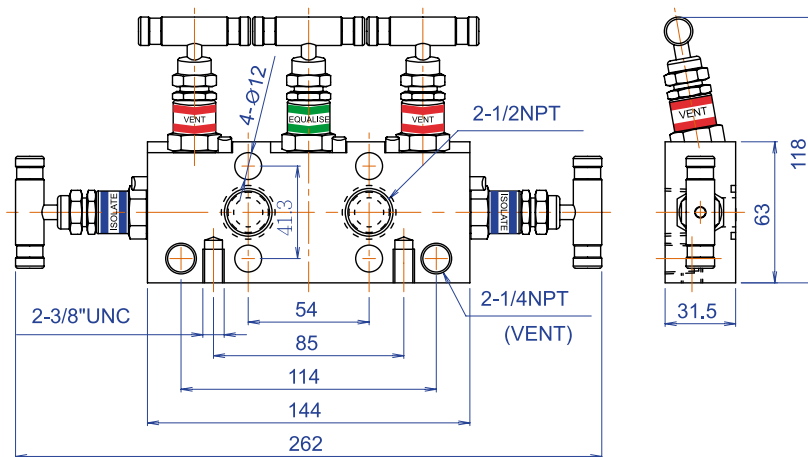 4-Ø12
VENT
EQUALISE
VENT
2-1/2NPT
VENT
118
ISOLATE
41.3
ISOLATE
63
2-3/8"UNC
54
2-1/4NPT
(VENT)
31.5
85
114
144
262